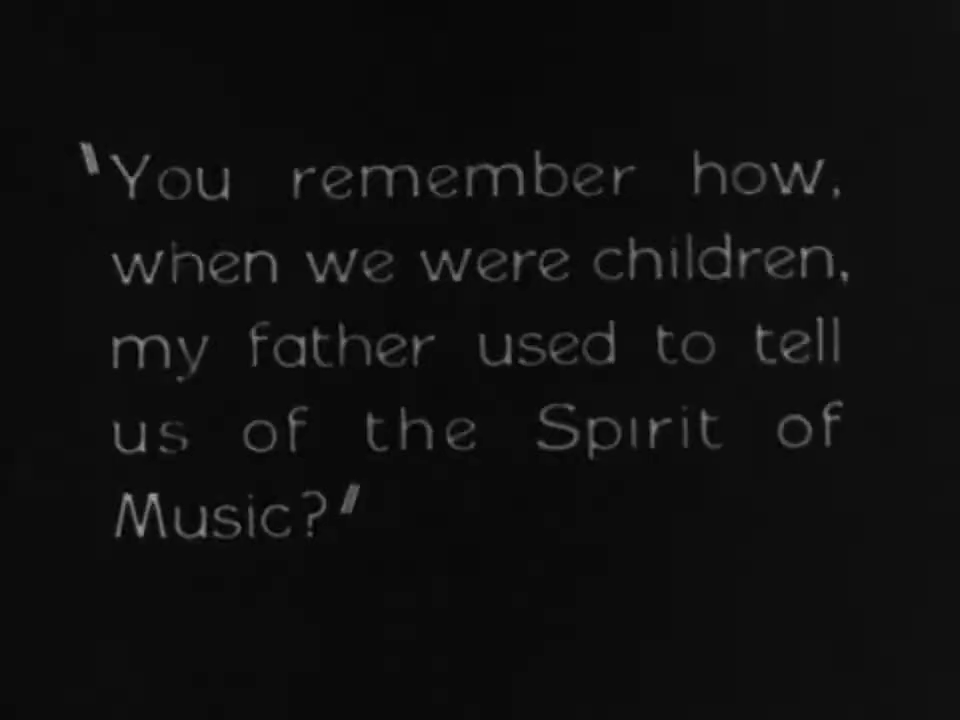 "You remember how,
when we were children,
my father used to tell
us of the Spirit of
Music?"